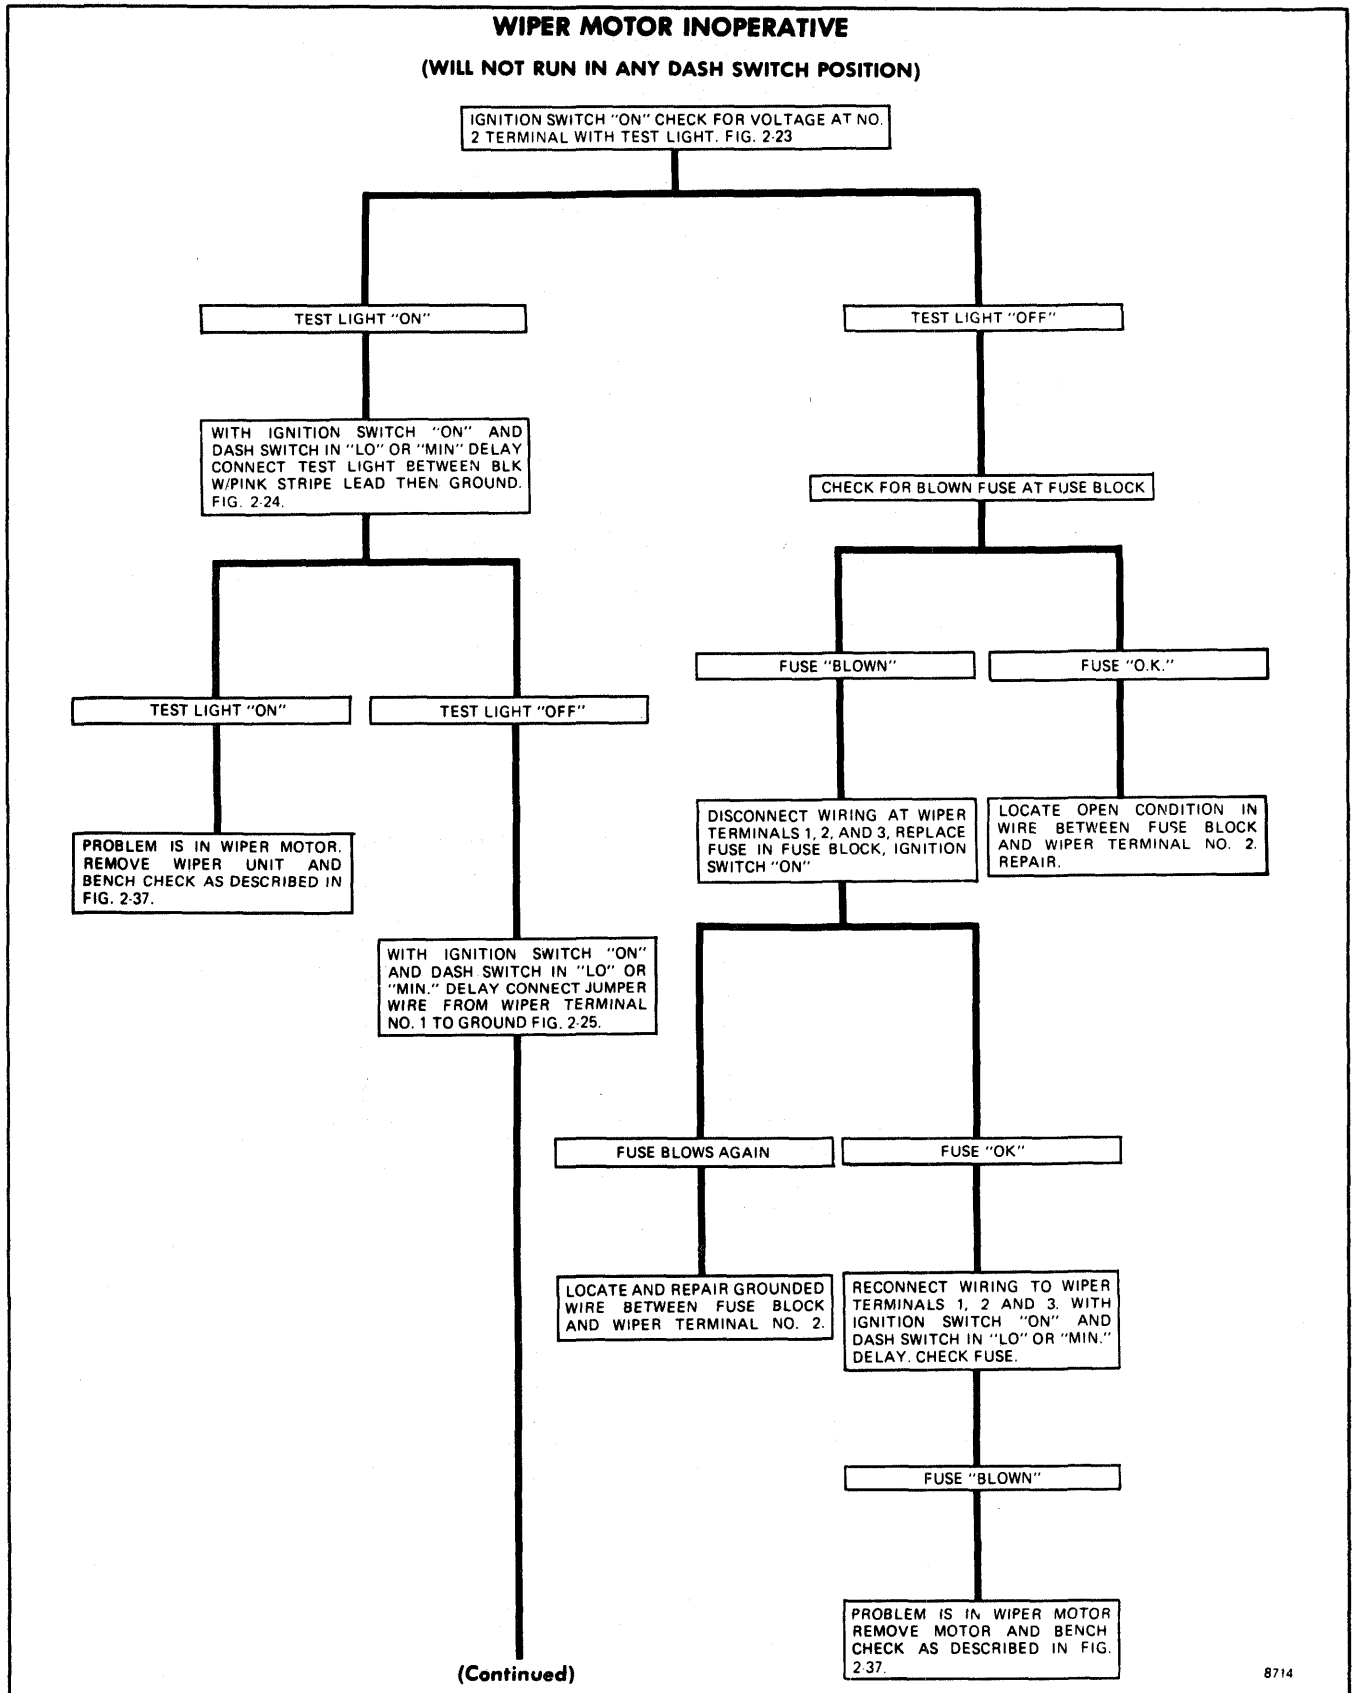 WIPER MOTOR INOPERATIVE
(WILL NOT RUN IN ANY DASH SWITCH POSITION)
IGNITION SWITCH "ON" CHECK FOR VOLTAGE AT NO.
2 TERMINAL WITH TEST LIGHT. FIG. 2-23
TEST LIGHT "ON"
TEST LIGHT "OFF"
WITH IGNITION SWITCH "ON" AND
DASH SWITCH IN "LO" OR "MIN" DELAY
CONNECT TEST LIGHT BETWEEN BLK
W/PINK STRIPE LEAD THEN GROUND.
FIG. 2-24.
CHECK FOR BLOWN FUSE AT FUSE BLOCK
FUSE "BLOWN"
FUSE "O.K."
TEST LIGHT "ON"
TEST LIGHT "OFF"
DISCONNECT WIRING AT WIPER
TERMINALS 1, 2, AND 3, REPLACE
FUSE IN FUSE BLOCK, IGNITION
SWITCH "ON"
LOCATE OPEN CONDITION IN
WIRE BETWEEN FUSE BLOCK
AND WIPER TERMINAL NO. 2.
REPAIR.
PROBLEM IS IN WIPER MOTOR.
REMOVE WIPER UNIT AND
BENCH CHECK AS DESCRIBED IN
FIG. 2-37.
WITH IGNITION SWITCH "ON"
AND DASH SWITCH IN "LO" OR
"MIN." DELAY CONNECT JUMPER
WIRE FROM WIPER TERMINAL
NO. 1 TO GROUND FIG. 2-25.
FUSE BLOWS AGAIN
FUSE "OK"
LOCATE AND REPAIR GROUNDED
WIRE BETWEEN FUSE BLOCK
AND WIPER TERMINAL NO. 2.
RECONNECT WIRING TO WIPER
TERMINALS 1, 2 AND 3. WITH
IGNITION SWITCH "ON" AND
DASH SWITCH IN "LO" OR "MIN."
DELAY. CHECK FUSE.
FUSE "BLOWN"
PROBLEM IS IN WIPER MOTOR
REMOVE MOTOR AND BENCH
CHECK AS DESCRIBED IN FIG.
2-37.
(Continued)
8714